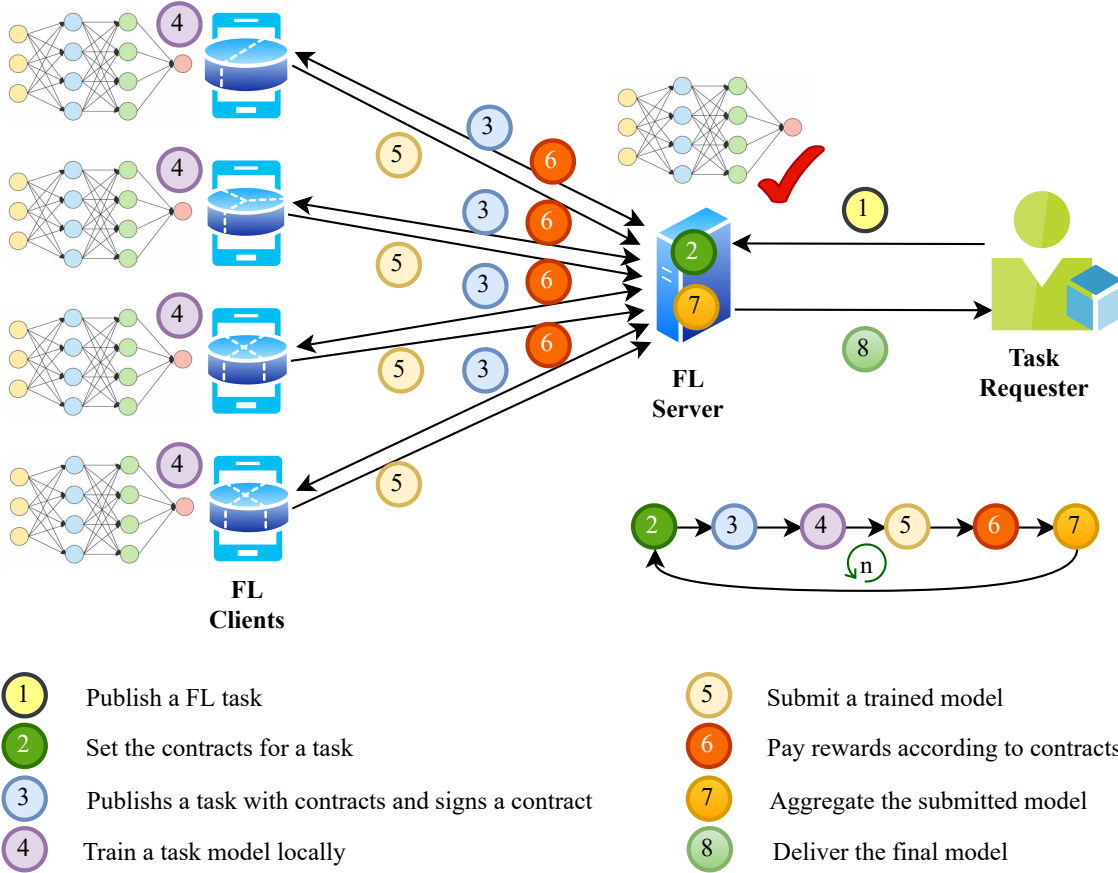 4
3
5
6
1
4
3
6
5
2
3
6
7
4
6
8
5
3
FL
Server
Task
Requester
4
5
2
3
4
5
6
7
n
FL
Clients
1 Publish a FL task
2 Set the contracts for a task
3 Publishs a task with contracts and signs a contract
4 Train a task model locally
5 Submit a trained model
6 Pay rewards according to contracts
7 Aggregate the submitted model
8 Deliver the final model